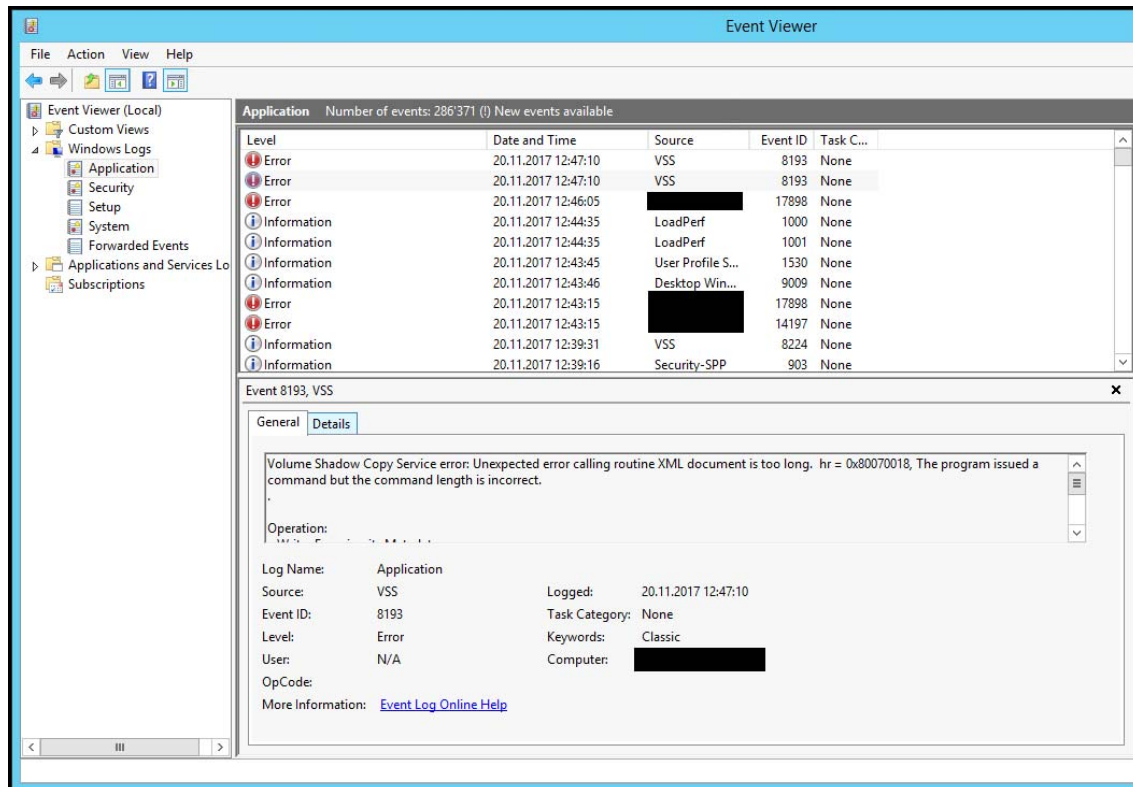 Event Viewer
File Action View Help
Event Viewer (Local)
Custom Views
Windows Logs
Application
Security
Setup
System
Forwarded Events
Applications and Services Lo
Subscriptions
Application Number of events: 286'371 (!) New events available
Level Date and Time Source Event ID Task C...
Error 20.11.2017 12:47:10 VSS 8193 None
Error 20.11.2017 12:47:10 VSS 8193 None
Error 20.11.2017 12:46:05 17898 None
Information 20.11.2017 12:44:35 LoadPerf 1000 None
Information 20.11.2017 12:44:35 LoadPerf 1001 None
Information 20.11.2017 12:43:45 User Profile S... 1530 None
Information 20.11.2017 12:43:46 Desktop Win... 9009 None
Error 20.11.2017 12:43:15 17898 None
Error 20.11.2017 12:43:15 14197 None
Information 20.11.2017 12:39:31 VSS 8224 None
Information 20.11.2017 12:39:16 Security-SPP 903 None
Event 8193, VSS
General Details
Volume Shadow Copy Service error: Unexpected error calling routine XML document is too long. hr = 0x80070018, The program issued a
command but the command length is incorrect.
.
Operation:
Log Name: Application
Source: VSS Logged: 20.11.2017 12:47:10
Event ID: 8193 Task Category: None
Level: Error Keywords: Classic
User: N/A Computer:
OpCode:
More Information: Event Log Online Help